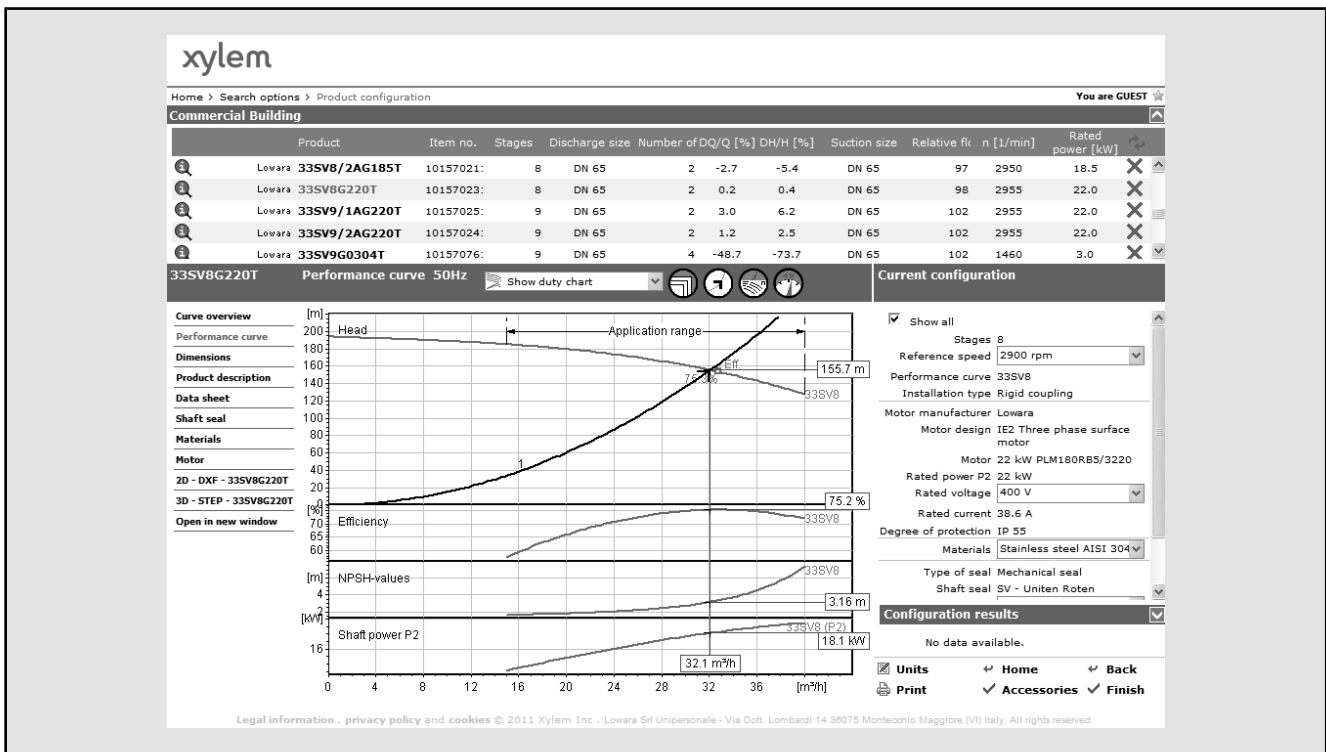 xylem
Home > Search options > Product configuration You are GUEST
Commercial Building
Product Item no. Stages Discharge size Number of DQ/Q [%] DH/H [%] Suction size Relative flc n [1/min] Rated power [kW]
Lowara 33SV8/2AG185T 10157021: 8 DN 65 2 -2.7 -5.4 DN 65 97 2950 18.5
Lowara 33SV8G220T 10157023: 8 DN 65 2 0.2 0.4 DN 65 98 2955 22.0
Lowara 33SV9/1AG220T 10157025: 9 DN 65 2 3.0 6.2 DN 65 102 2955 22.0
Lowara 33SV9/2AG220T 10157024: 9 DN 65 2 1.2 2.5 DN 65 102 2955 22.0
Lowara 33SV9G0304T 10157076: 9 DN 65 4 -48.7 -73.7 DN 65 102 1460 3.0
33SV8G220T Performance curve 50Hz Show duty chart
Curve overview
Performance curve
Dimensions
Product description
Data sheet
Shaft seal
Materials
Motor
2D - DXF - 33SV8G220T
3D - STEP - 33SV8G220T
Open in new window
[m]
200 Head Application range
180
160 Eff. 155.7 m
140 75.3%
120 33SV8
100
80
60
40 1
20
0 75.2 %
[%]
70 Efficiency 33SV8
65
60
[m] NPSH-values 33SV8
4
2 3.16 m
[kW]
Shaft power P2 33SV8 (P2)
16 18.1 kW
32.1 m³/h
0 4 8 12 16 20 24 28 32 36 [m³/h]
Current configuration
Show all
Stages 8
Reference speed 2900 rpm
Performance curve 33SV8
Installation type Rigid coupling
Motor manufacturer Lowara
Motor design IE2 Three phase surface
motor
Motor 22 kW PLM180RB5/3220
Rated power P2 22 kW
Rated voltage 400 V
Rated current 38.6 A
Degree of protection IP 55
Materials Stainless steel AISI 304
Type of seal Mechanical seal
Shaft seal SV - Uniten Roten
Configuration results
No data available.
Units Home Back
Print Accessories Finish
Legal information , privacy policy and cookies © 2011 Xylem Inc . Lowara Srl Unipersonale - Via Dott. Lombardi 14 36075 Montecchio Maggiore (VI) Italy. All rights reserved.